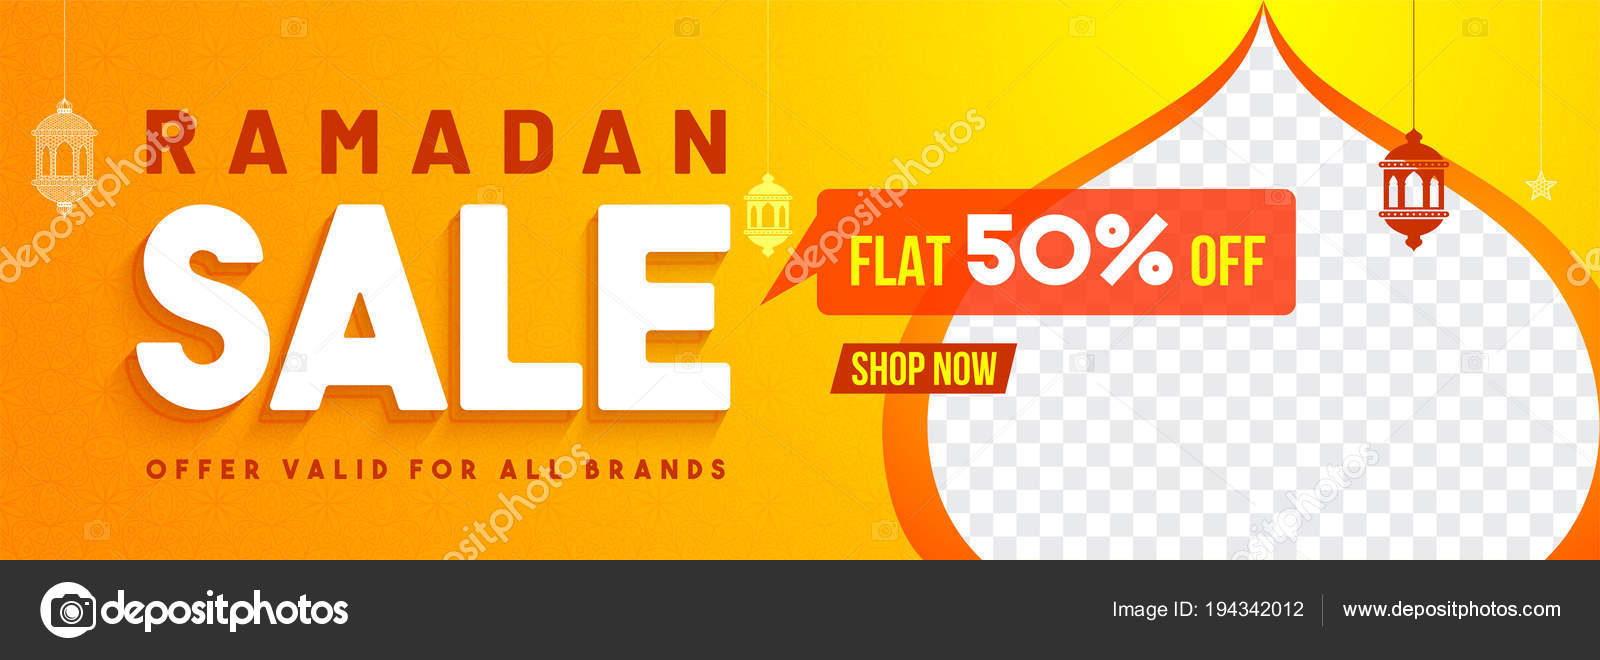 RAMADAN
SALE
OFFER VALID FOR ALL BRANDS
FLAT 50% OFF
SHOP NOW
depositphotos
Image ID: 194342012
www.depositphotos.com